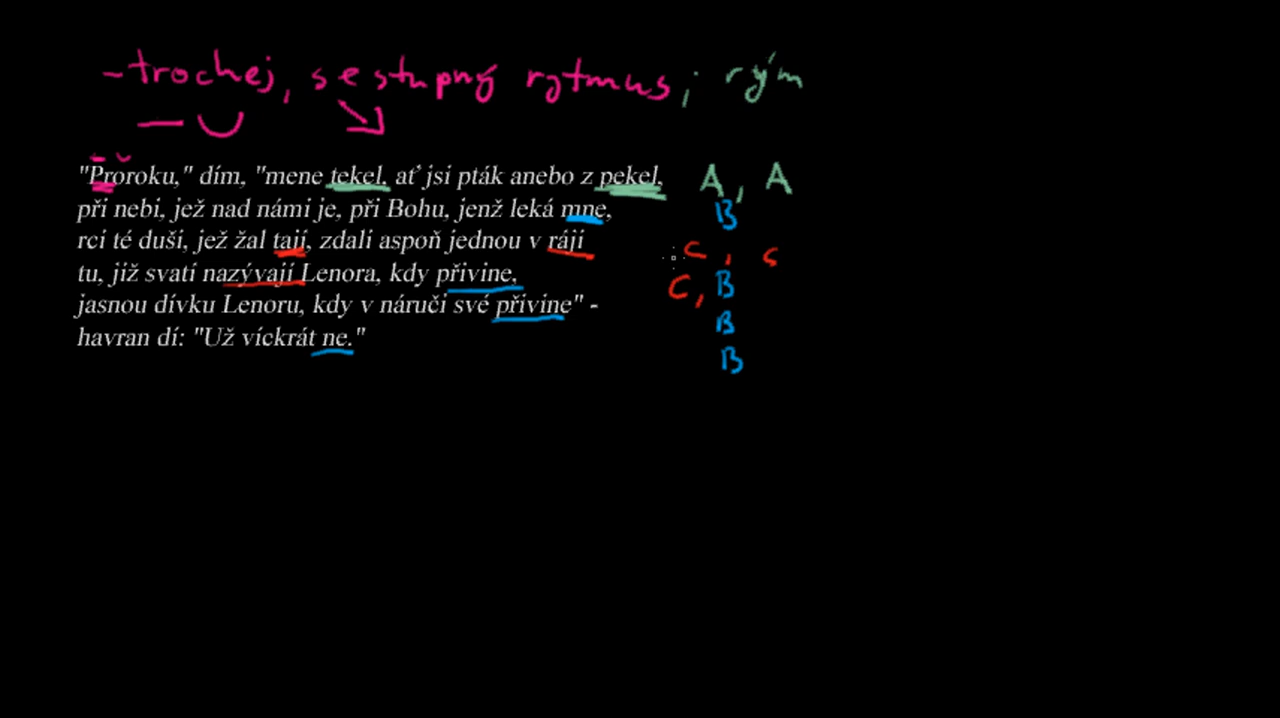 - trochej, sestupný rytmus; rým
"Proroku," dím, "mene tekel, ať jsi pták anebo z pekel, A, A
při nebi, jež nad námi je, při Bohu, jenž leká mne, B
rci té duši, jež žal tají, zdali aspoň jednou v ráji C, C
tu, již svatí nazývají Lenora, kdy přivine, C, B
jasnou dívku Lenoru, kdy v náručí své přivine" - B
havran dí: "Už víckrát ne." B